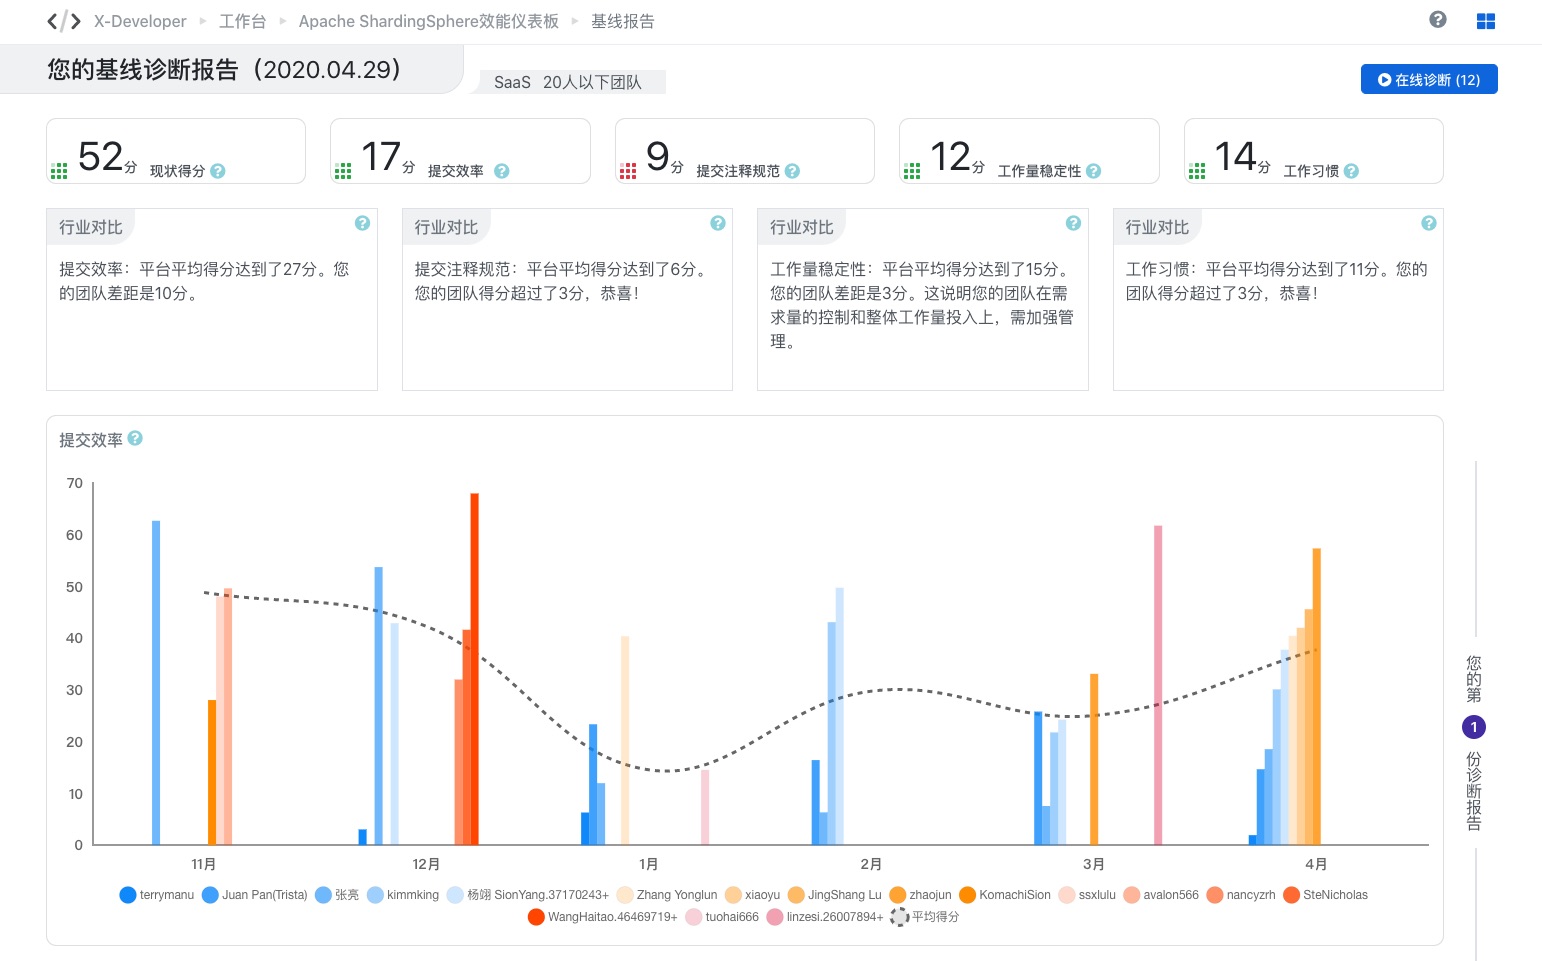 X-Developer ▸ 工作台 ▸ Apache ShardingSphere效能仪表板 ▸ 基线报告
您的基线诊断报告（2020.04.29）
SaaS 20人以下团队
在线诊断 (12)
52分 现状得分
17分 提交效率
9分 提交注释规范
12分 工作量稳定性
14分 工作习惯
行业对比
提交效率：平台平均得分达到了27分。您
的团队差距是10分。
行业对比
提交注释规范：平台平均得分达到了6分。
您的团队得分超过了3分，恭喜！
行业对比
工作量稳定性：平台平均得分达到了15分。
您的团队差距是3分。这说明您的团队在需
求量的控制和整体工作量投入上，需加强管
理。
行业对比
工作习惯：平台平均得分达到了11分。您的
团队得分超过了3分，恭喜！
提交效率
70
60
50
40
30
20
10
0
11月 12月 1月 2月 3月 4月
terrymanu Juan Pan(Trista) 张亮 kimmking 杨翊 SionYang.37170243+ Zhang Yonglun xiaoyu JingShang Lu zhaojun KomachiSion ssxlulu avalon566 nancyzrh SteNicholas
WangHaitao.46469719+ tuohai666 linzesi.26007894+ 平均得分
您的第
1
份诊断报告